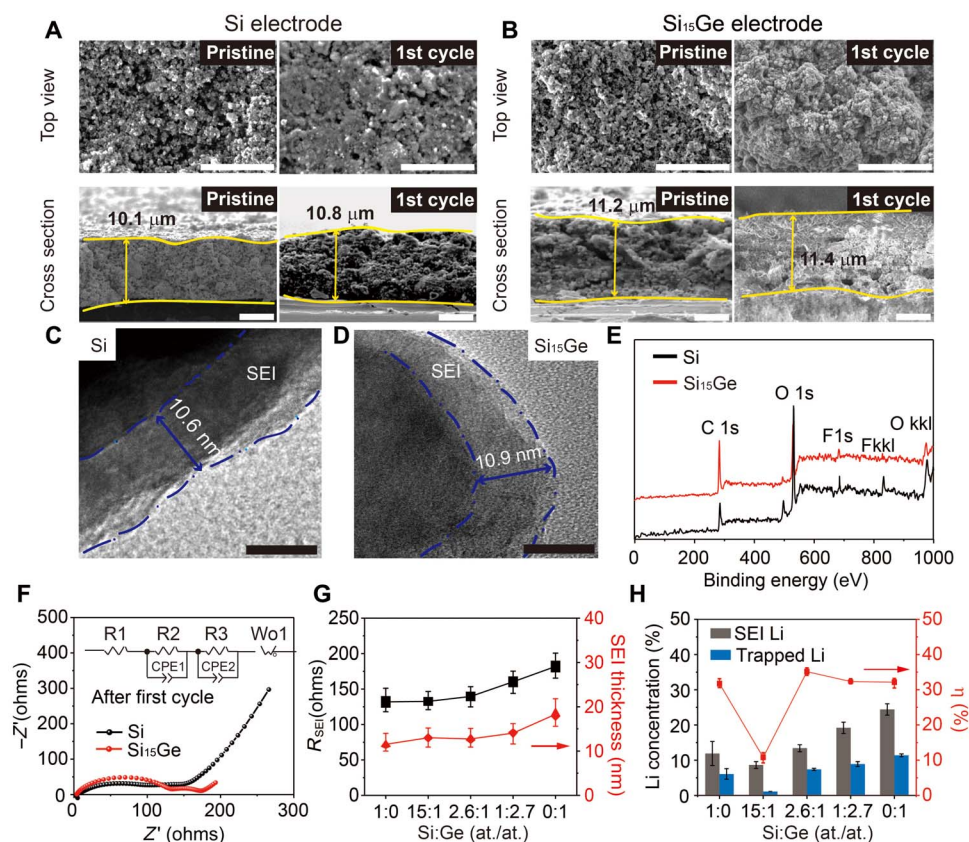 A
Si electrode
B
Si₁₅Ge electrode
Top view
Pristine
1st cycle
Pristine
1st cycle
Cross section
Pristine
10.1 μm
1st cycle
10.8 μm
Pristine
11.2 μm
1st cycle
11.4 μm
C
Si
SEI
10.6 nm
D
Si₁₅Ge
SEI
10.9 nm
E
Si
Si₁₅Ge
C 1s
O 1s
F1s
Fkkl
O kkl
0 200 400 600 800 1000
Binding energy (eV)
F
500
400
300
200
100
0
−Z′(ohms)
R1 R2 R3 Wo1
CPE1 CPE2
After first cycle
Si
Si₁₅Ge
0 100 200 300
Z′ (ohms)
G
250
200
150
100
50
0
R_SEI(ohms)
40
30
20
10
0
SEI thickness (nm)
1:0 15:1 2.6:1 1:2.7 0:1
Si:Ge (at./at.)
H
50
40
30
20
10
0
Li concentration (%)
SEI Li
Trapped Li
50
40
30
20
10
0
η (%)
1:0 15:1 2.6:1 1:2.7 0:1
Si:Ge (at./at.)